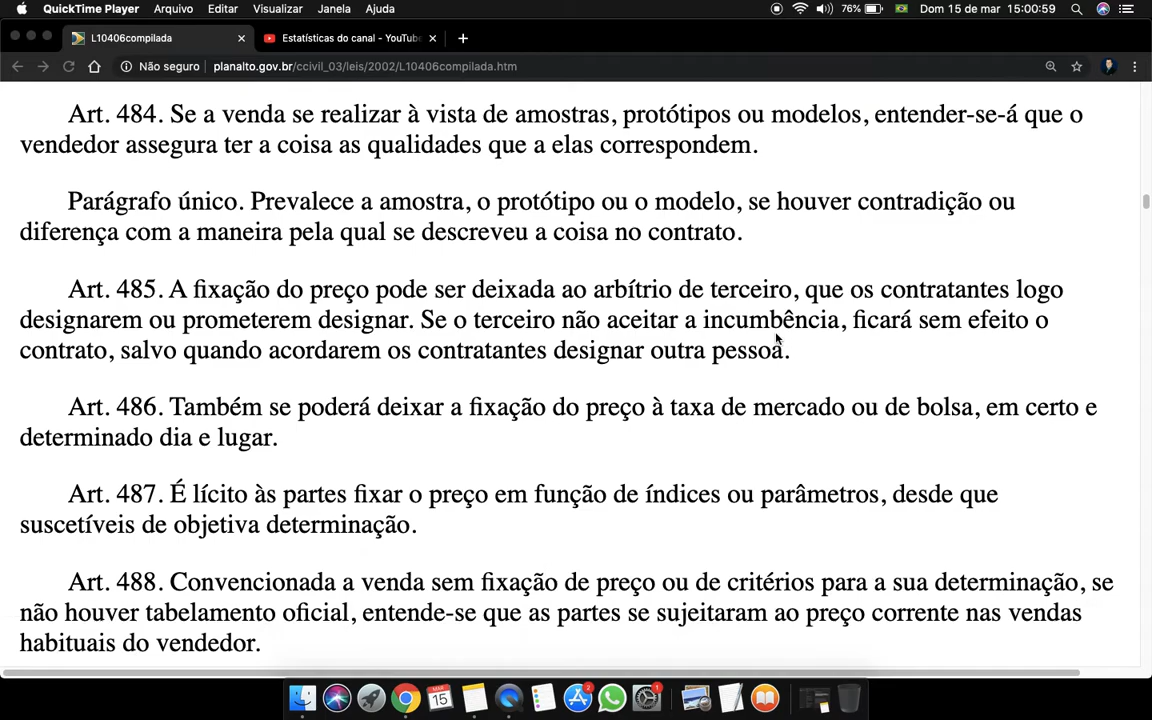 QuickTime Player Arquivo Editar Visualizar Janela Ajuda 76% Dom 15 de mar 15:00:59
L10406compilada Estatísticas do canal - YouTube
Não seguro planalto.gov.br/ccivil_03/leis/2002/L10406compilada.htm
Art. 484. Se a venda se realizar à vista de amostras, protótipos ou modelos, entender-se-á que o
vendedor assegura ter a coisa as qualidades que a elas correspondem.
Parágrafo único. Prevalece a amostra, o protótipo ou o modelo, se houver contradição ou
diferença com a maneira pela qual se descreveu a coisa no contrato.
Art. 485. A fixação do preço pode ser deixada ao arbítrio de terceiro, que os contratantes logo
designarem ou prometerem designar. Se o terceiro não aceitar a incumbência, ficará sem efeito o
contrato, salvo quando acordarem os contratantes designar outra pessoa.
Art. 486. Também se poderá deixar a fixação do preço à taxa de mercado ou de bolsa, em certo e
determinado dia e lugar.
Art. 487. É lícito às partes fixar o preço em função de índices ou parâmetros, desde que
suscetíveis de objetiva determinação.
Art. 488. Convencionada a venda sem fixação de preço ou de critérios para a sua determinação, se
não houver tabelamento oficial, entende-se que as partes se sujeitaram ao preço corrente nas vendas
habituais do vendedor.
MAR 15 2 1